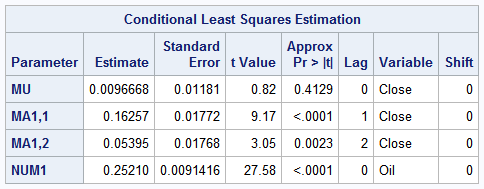 Conditional Least Squares Estimation
Parameter Estimate Standard Error t Value Approx Pr > |t| Lag Variable Shift
MU 0.0096668 0.01181 0.82 0.4129 0 Close 0
MA1,1 0.16257 0.01772 9.17 <.0001 1 Close 0
MA1,2 0.05395 0.01768 3.05 0.0023 2 Close 0
NUM1 0.25210 0.0091416 27.58 <.0001 0 Oil 0